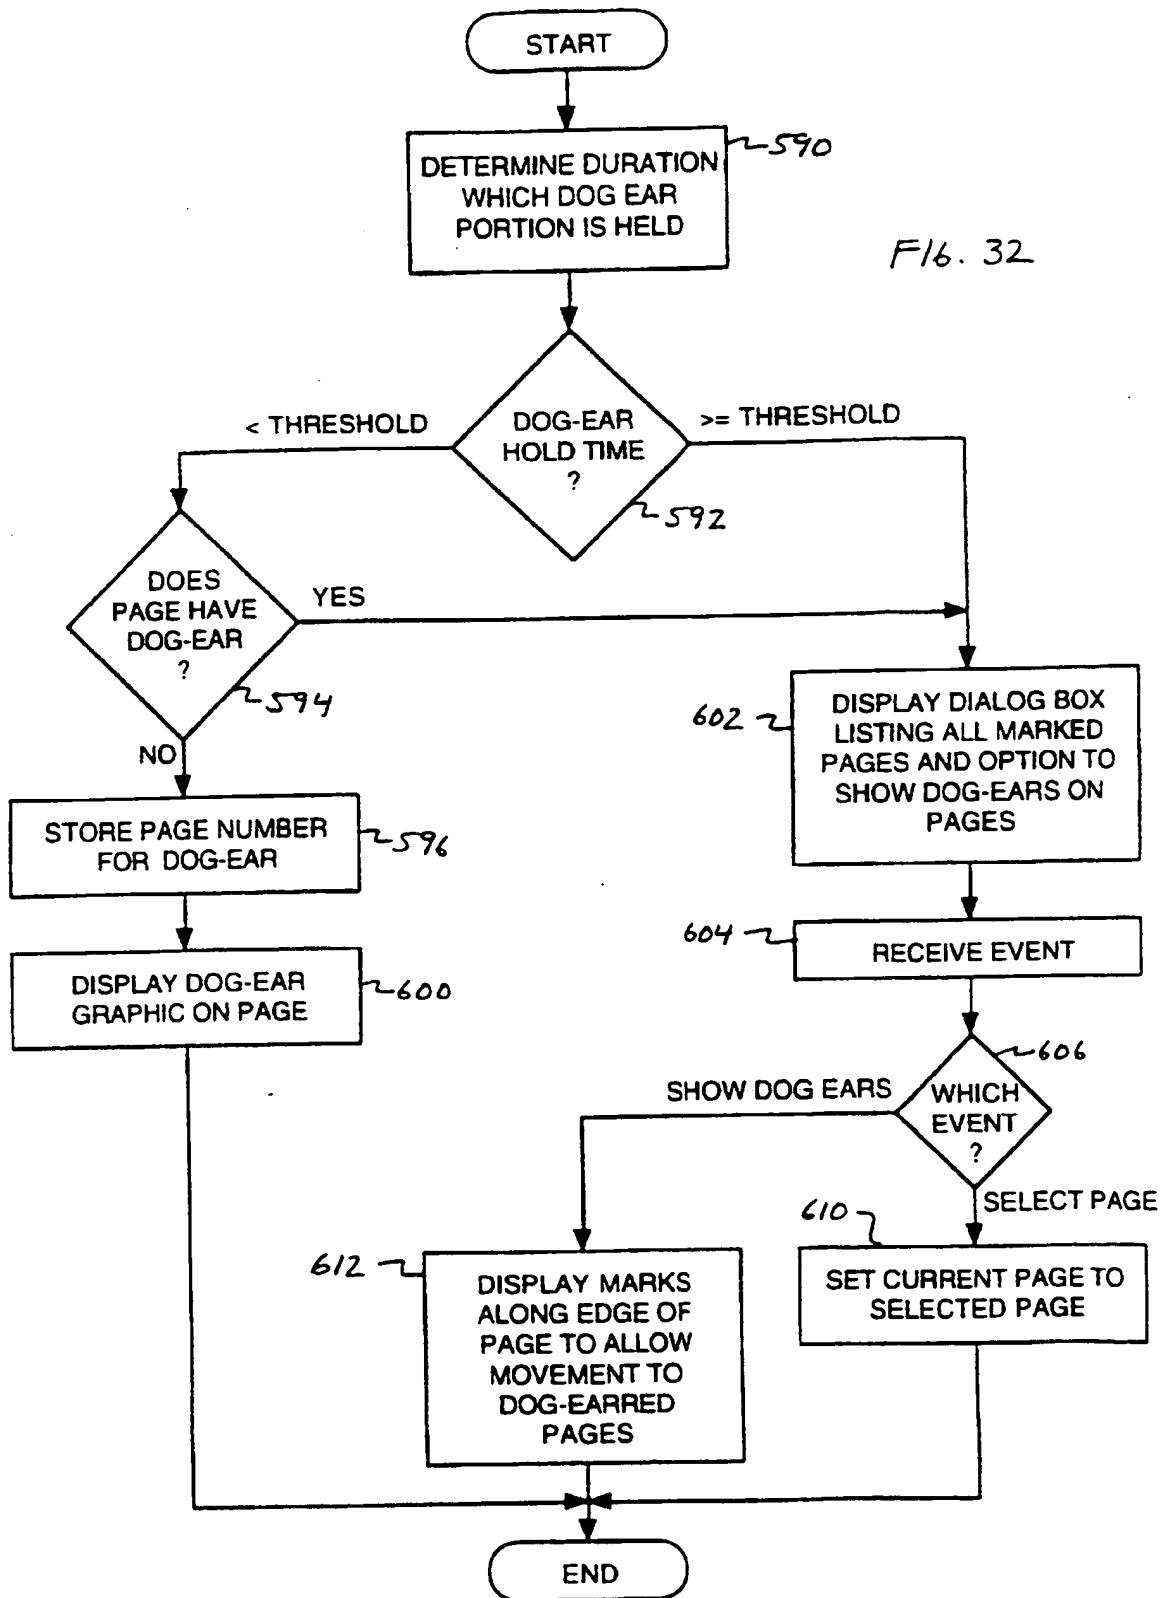 START
DETERMINE DURATION
WHICH DOG EAR
PORTION IS HELD
590
FIG. 32
< THRESHOLD
DOG-EAR
HOLD TIME
?
>= THRESHOLD
592
DOES
PAGE HAVE
DOG-EAR
?
YES
594
NO
602
DISPLAY DIALOG BOX
LISTING ALL MARKED
PAGES AND OPTION TO
SHOW DOG-EARS ON
PAGES
STORE PAGE NUMBER
FOR DOG-EAR
596
604
RECEIVE EVENT
DISPLAY DOG-EAR
GRAPHIC ON PAGE
600
606
SHOW DOG EARS
WHICH
EVENT
?
SELECT PAGE
610
612
DISPLAY MARKS
ALONG EDGE OF
PAGE TO ALLOW
MOVEMENT TO
DOG-EARRED
PAGES
SET CURRENT PAGE TO
SELECTED PAGE
END